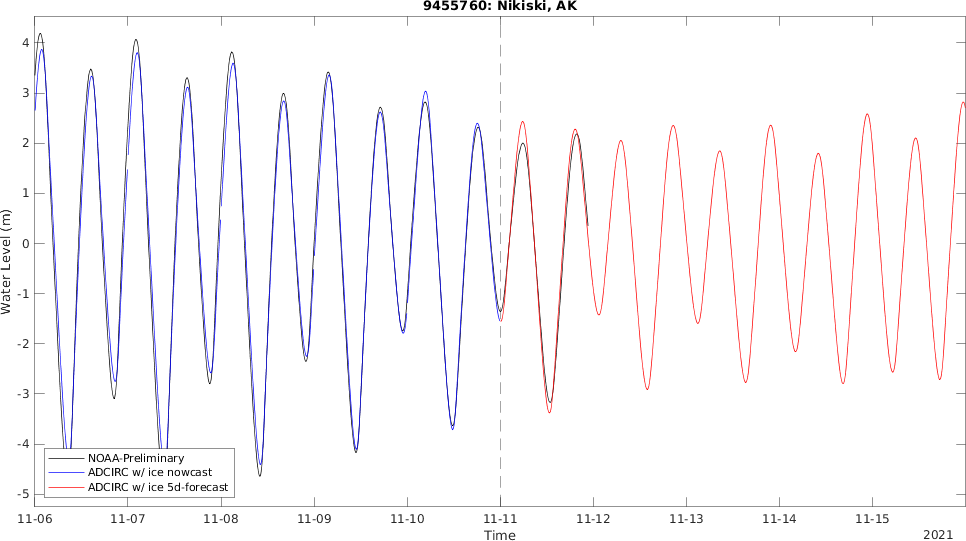 9455760: Nikiski, AK
Water Level (m)
4
3
2
1
0
-1
-2
-3
-4
-5
NOAA-Preliminary
ADCIRC w/ ice nowcast
ADCIRC w/ ice 5d-forecast
11-06 11-07 11-08 11-09 11-10 11-11 11-12 11-13 11-14 11-15
Time
2021